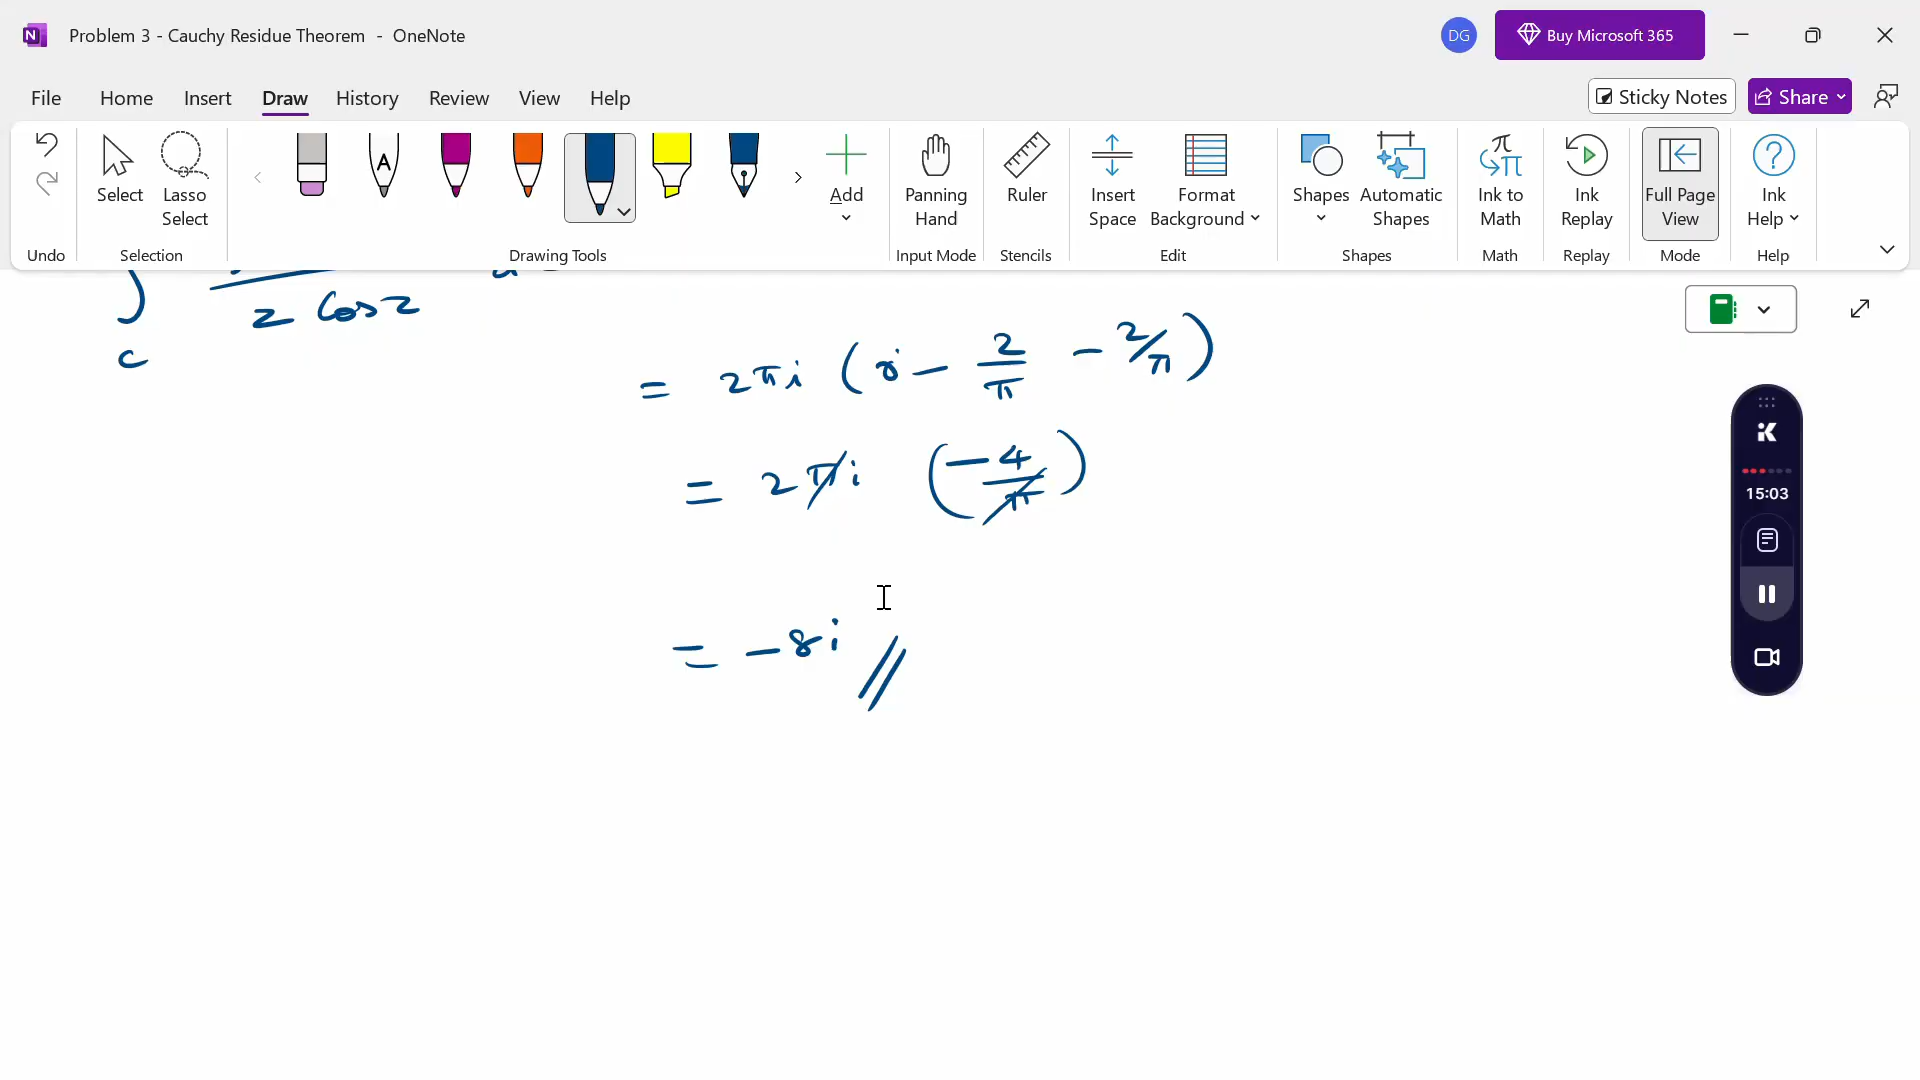 Problem 3 - Cauchy Residue Theorem - OneNote
DG
Buy Microsoft 365
File Home Insert Draw History Review View Help
Sticky Notes
Share
Select
Lasso Select
A
Add
Panning Hand
Ruler
Insert Space
Format Background
Shapes
Automatic Shapes
Ink to Math
Ink Replay
Full Page View
Ink Help
Undo Selection Drawing Tools Input Mode Stencils Edit Shapes Math Replay Mode Help
∫
z Cos z
c
= 2πi ( 8 - 2/π - 2/π )
= 2πi ( -4/π )
= -8i //
15:03